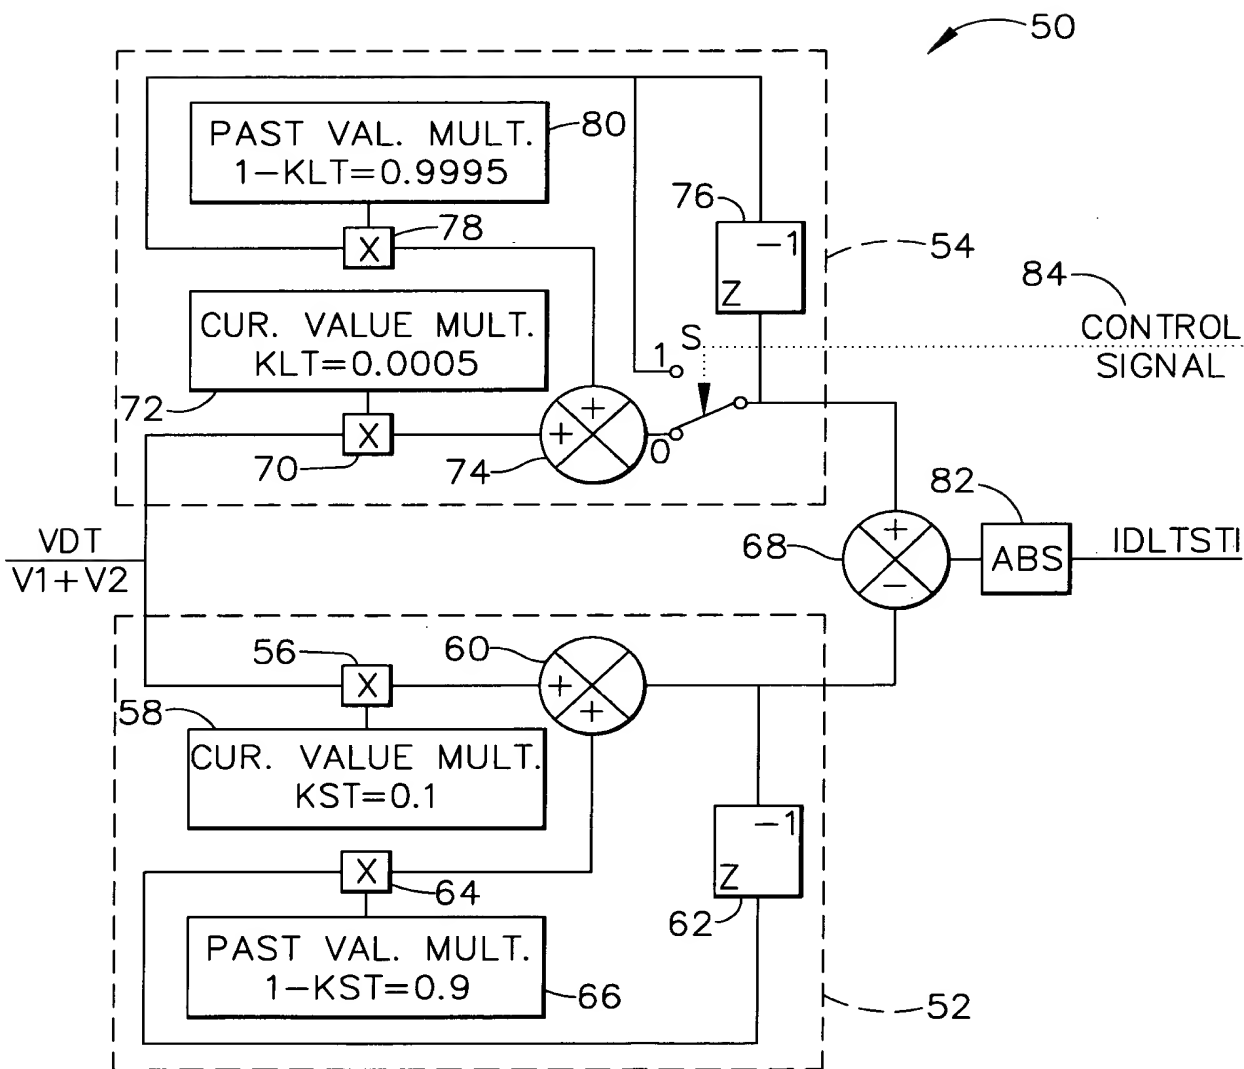 50
PAST VAL. MULT.
1-KLT=0.9995
80
X
78
76
-1
Z
54
84
CONTROL
SIGNAL
CUR. VALUE MULT.
KLT=0.0005
72
S
1
0
X
70
+
+
74
VDT
V1+V2
68
+
-
82
ABS
|DLTST|
56
X
60
+
+
58
CUR. VALUE MULT.
KST=0.1
X
64
-1
Z
62
PAST VAL. MULT.
1-KST=0.9
66
52